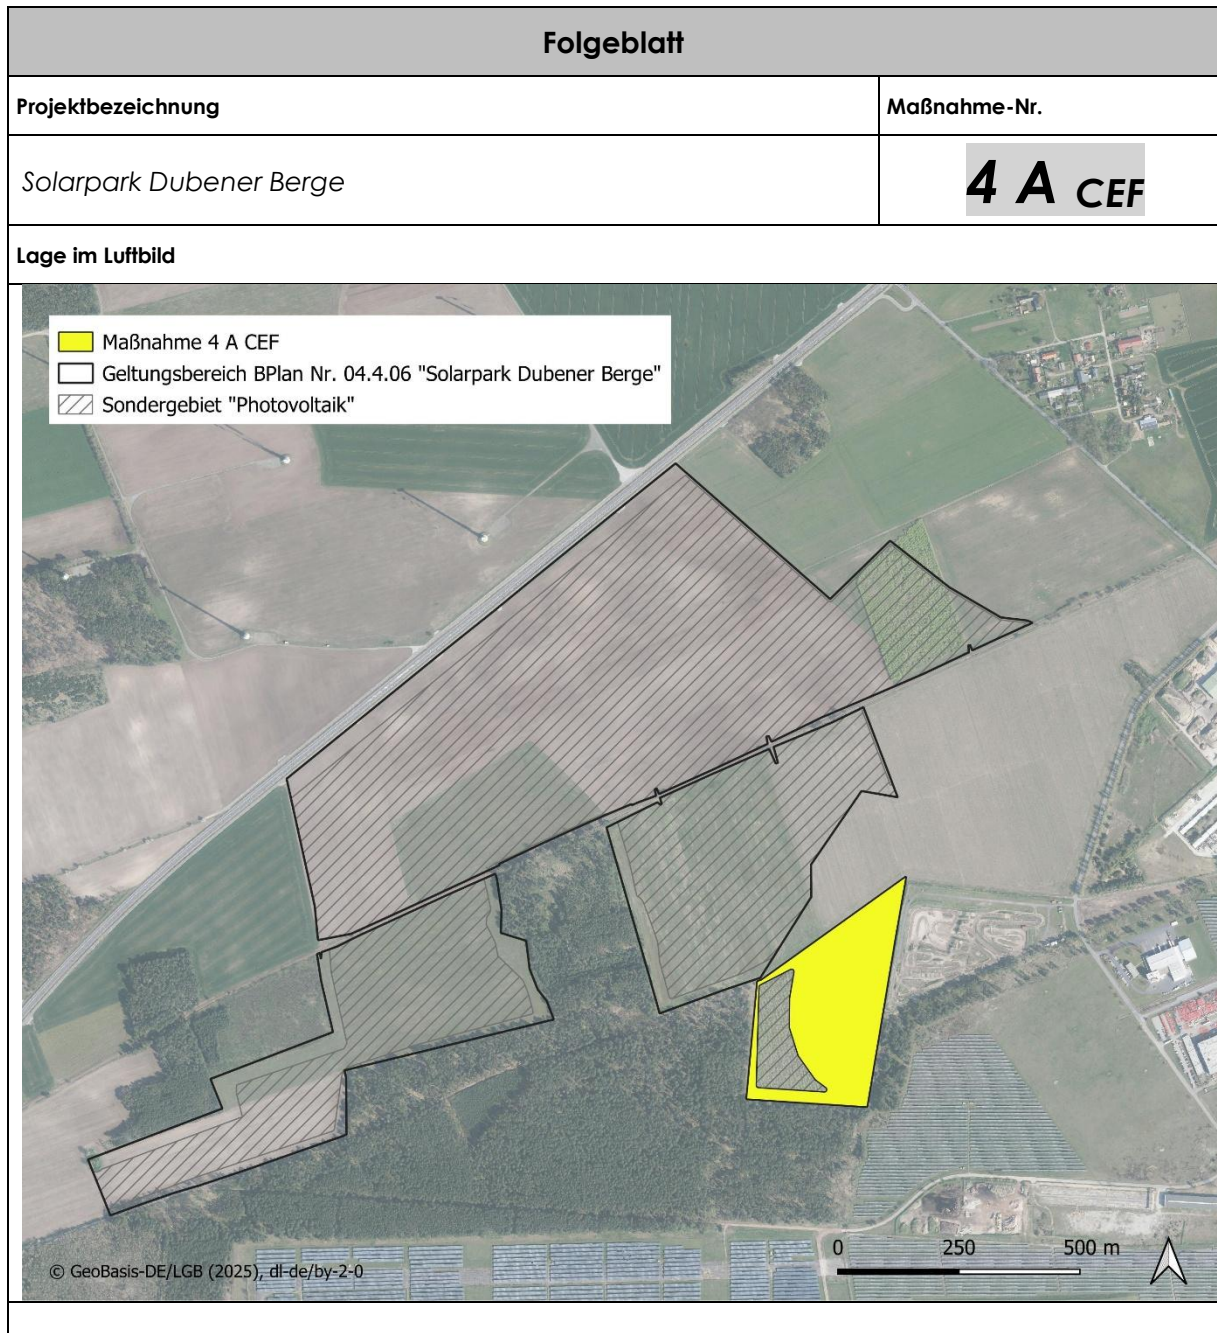 Folgeblatt
Projektbezeichnung
Maßnahme-Nr.
Solarpark Dubener Berge
4 A CEF
Lage im Luftbild
Maßnahme 4 A CEF
Geltungsbereich BPlan Nr. 04.4.06 "Solarpark Dubener Berge"
Sondergebiet "Photovoltaik"
0 250 500 m
© GeoBasis-DE/LGB (2025), dl-de/by-2-0